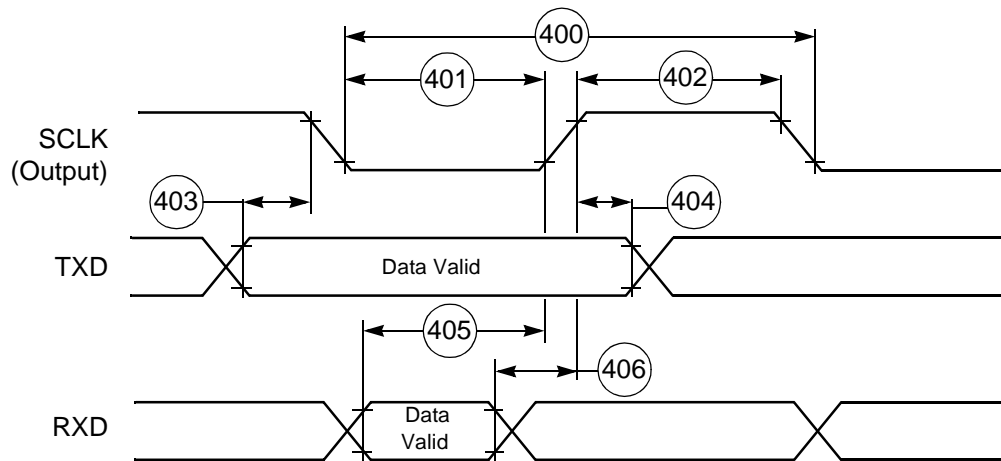 400
401
402
SCLK
(Output)
403
404
TXD
Data Valid
405
406
RXD
Data
Valid